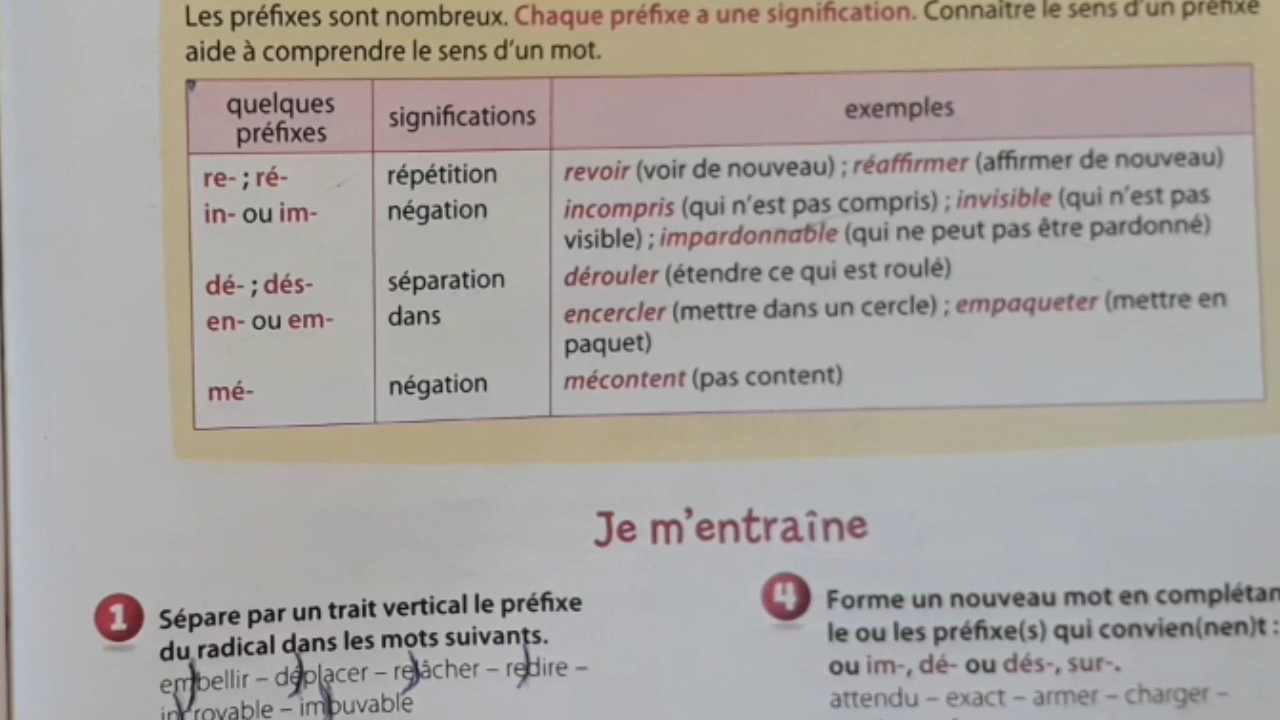 Les préfixes sont nombreux. Chaque préfixe a une signification. Connaître le sens d'un préfixe
aide à comprendre le sens d'un mot.
quelques
préfixes
significations
exemples
re- ; ré-
répétition
revoir (voir de nouveau) ; réaffirmer (affirmer de nouveau)
in- ou im-
négation
incompris (qui n'est pas compris) ; invisible (qui n'est pas
visible) ; impardonnable (qui ne peut pas être pardonné)
dé- ; dés-
séparation
dérouler (étendre ce qui est roulé)
en- ou em-
dans
encercler (mettre dans un cercle) ; empaqueter (mettre en
paquet)
mé-
négation
mécontent (pas content)
Je m'entraîne
1 Sépare par un trait vertical le préfixe
du radical dans les mots suivants.
embellir – déplacer – relâcher – redire –
incroyable – imbuvable
4 Forme un nouveau mot en complétan
le ou les préfixe(s) qui convien(nen)t :
ou im-, dé- ou dés-, sur-.
attendu – exact – armer – charger –